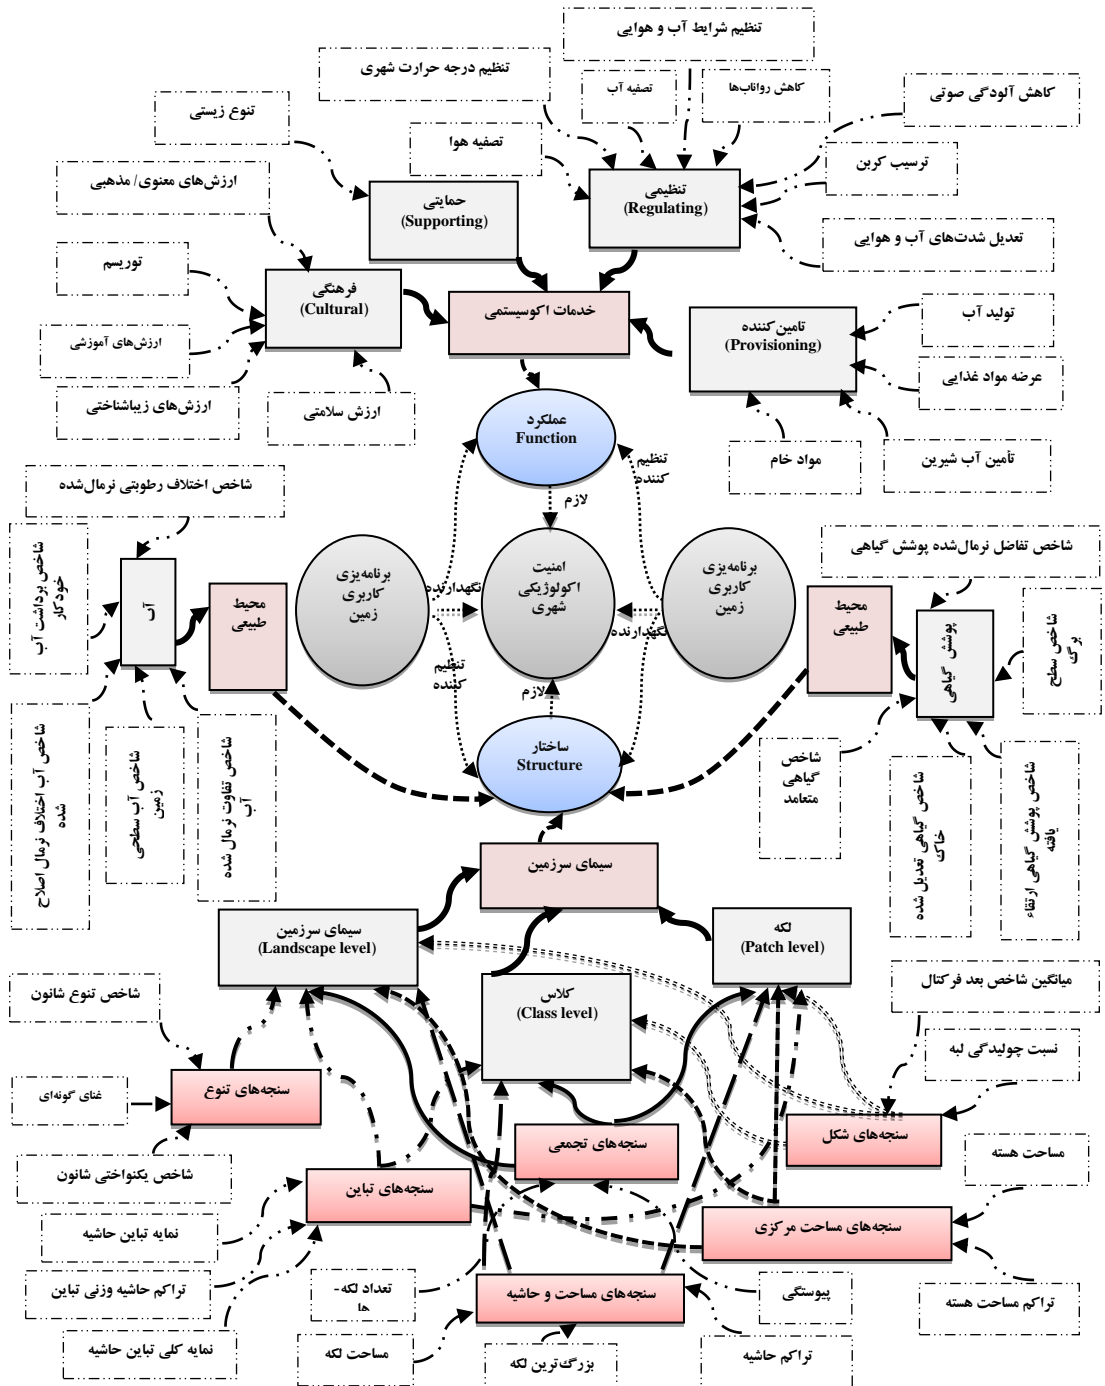 تنظیم شرایط آب و هوایی
تنظیم درجه حرارت شهری
تصفیه آب
کاهش رواناب‌ها
کاهش آلودگی صوتی
تنوع زیستی
تصفیه هوا
ترسیب کربن
ارزش‌های معنوی/ مذهبی
حمایتی
(Supporting)
تنظیمی
(Regulating)
تعدیل شدت‌های آب و هوایی
توریسم
فرهنگی
(Cultural)
خدمات اکوسیستمی
تامین‌کننده
(Provisioning)
تولید آب
ارزش‌های آموزشی
عرضه مواد غذایی
ارزش‌های زیباشناختی
ارزش سلامتی
عملکرد
Function
مواد خام
تأمین آب شیرین
تنظیم
کننده
لازم
شاخص اختلاف رطوبتی نرمال‌شده
شاخص برداشت آب
خودکار
آب
محیط
طبیعی
برنامه‌یزی
کاربری
زمین
نگهدارنده
امنیت
اکولوژیکی
شهری
نگهدارنده
برنامه‌یزی
کاربری
زمین
محیط
طبیعی
شاخص تفاضل نرمال‌شده پوشش گیاهی
پوشش گیاهی
شاخص سطح
برگ
تنظیم
کننده
لازم
شاخص آب اختلاف نرمال اصلاح
شده
شاخص آب سطحی
زمین
شاخص تفاوت نرمال شده
آب
ساختار
Structure
شاخص
گیاهی
متعامد
شاخص گیاهی تعدیل شده
خاک
شاخص پوشش گیاهی ارتقاء
یافته
سیمای سرزمین
سیمای سرزمین
(Landscape level)
لکه
(Patch level)
کلاس
(Class level)
شاخص تنوع شانون
میانگین شاخص بعد فرکتال
نسبت چولیدگی لبه
غنای گونه‌ای
سنجه‌های تنوع
سنجه‌های تجمعی
سنجه‌های شکل
شاخص یکنواختی شانون
مساحت هسته
سنجه‌های تباین
سنجه‌های مساحت مرکزی
نمایه تباین حاشیه
تراکم حاشیه وزنی تباین
تعداد لکه-
ها
سنجه‌های مساحت و حاشیه
پیوستگی
تراکم مساحت هسته
نمایه کلی تباین حاشیه
مساحت لکه
بزرگ‌ترین لکه
تراکم حاشیه